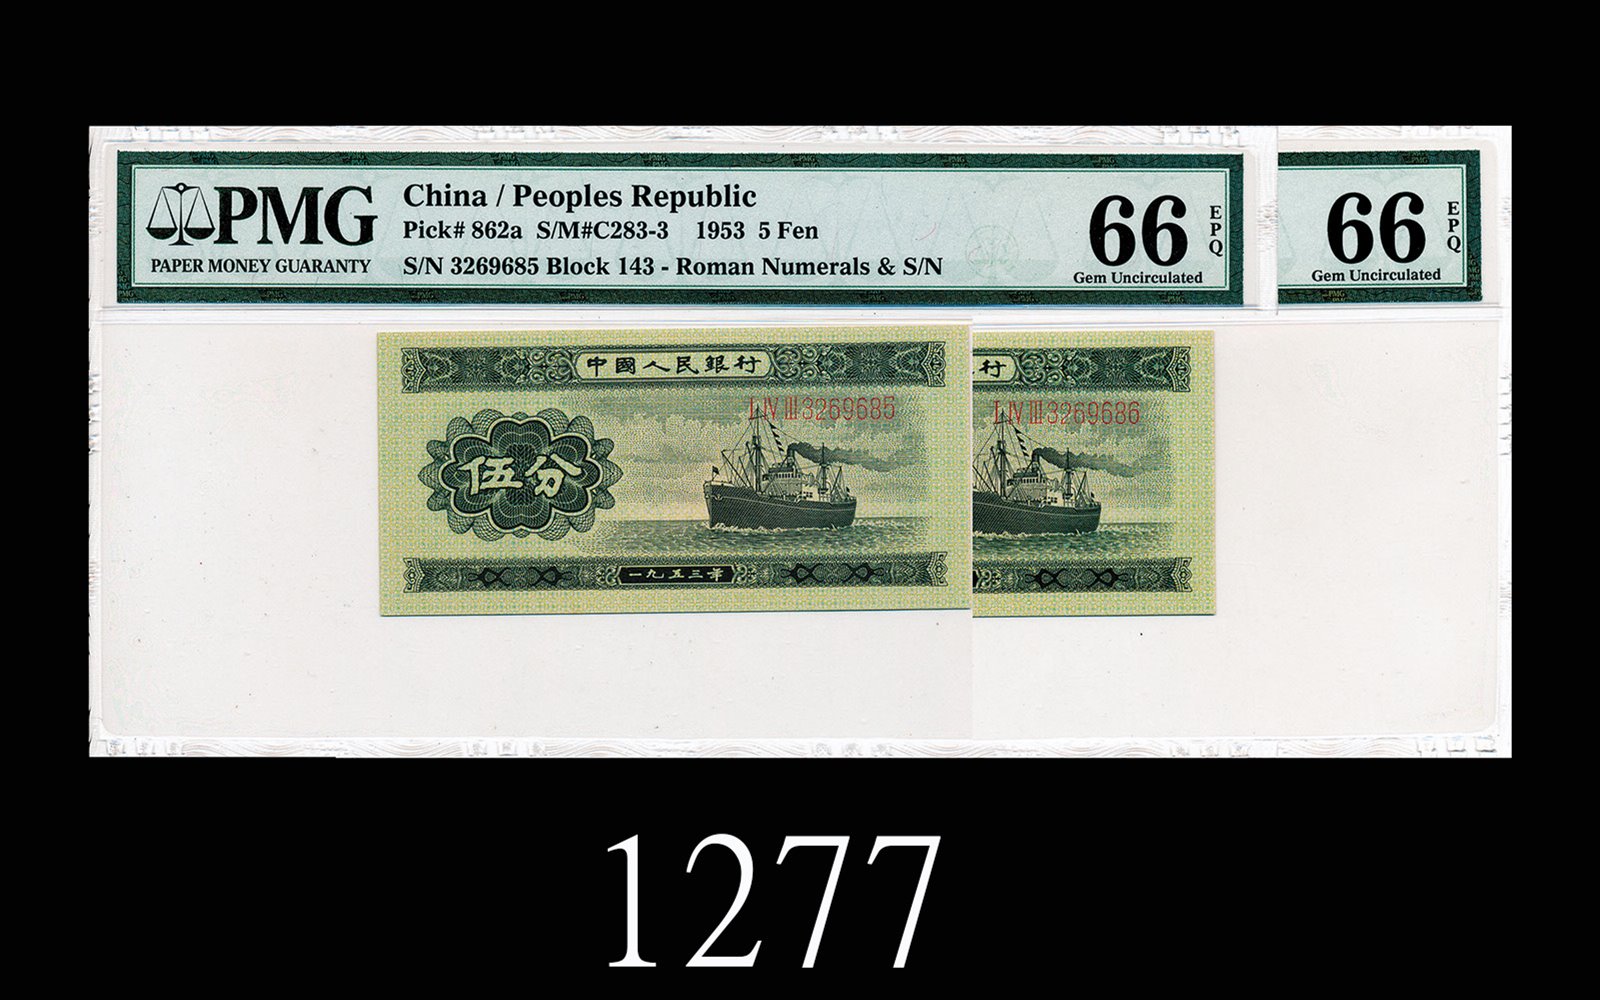 PMG
PAPER MONEY GUARANTY
China / Peoples Republic
Pick# 862a S/M#C283-3 1953 5 Fen
S/N 3269685 Block 143 - Roman Numerals & S/N
66 EPQ
Gem Uncirculated
66 EPQ
Gem Uncirculated
中國人民銀行
I IV III 3269685
伍分
一九五三年
行
I IV III 3269686
1277